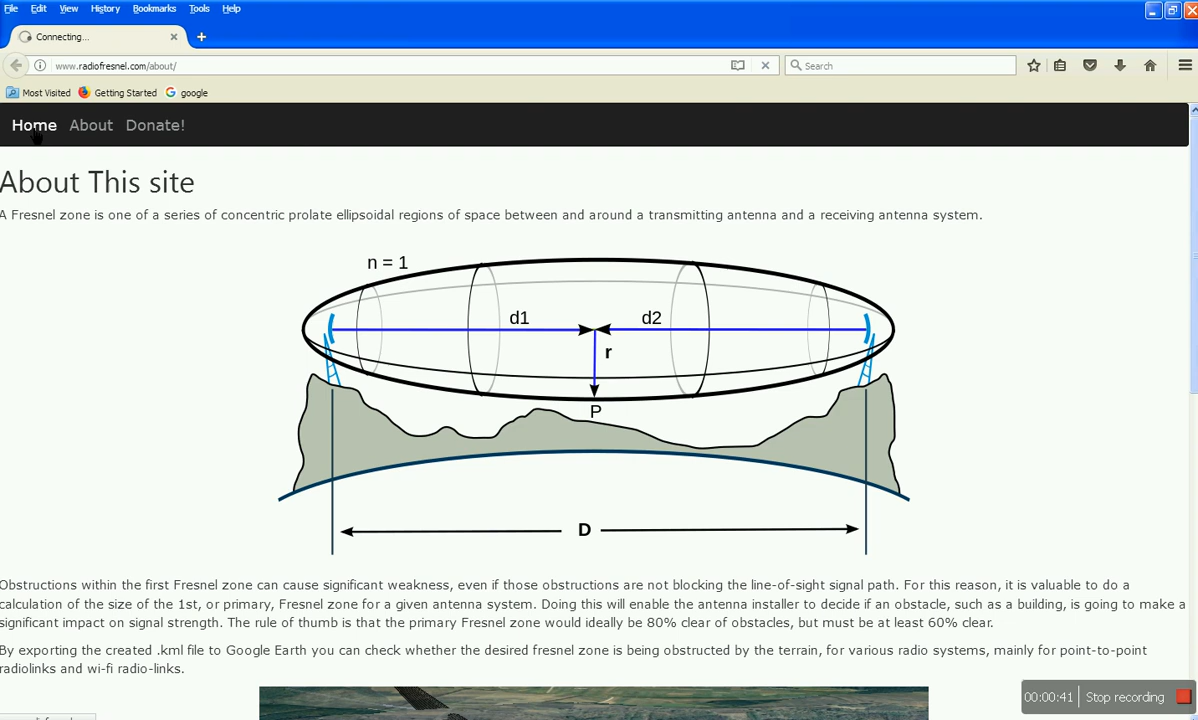 File Edit View History Bookmarks Tools Help
Connecting...
www.radiofresnel.com/about/
Search
Most Visited Getting Started google
Home About Donate!
About This site
A Fresnel zone is one of a series of concentric prolate ellipsoidal regions of space between and around a transmitting antenna and a receiving antenna system.
n = 1
d1 d2
r
P
D
Obstructions within the first Fresnel zone can cause significant weakness, even if those obstructions are not blocking the line-of-sight signal path. For this reason, it is valuable to do a
calculation of the size of the 1st, or primary, Fresnel zone for a given antenna system. Doing this will enable the antenna installer to decide if an obstacle, such as a building, is going to make a
significant impact on signal strength. The rule of thumb is that the primary Fresnel zone would ideally be 80% clear of obstacles, but must be at least 60% clear.
By exporting the created .kml file to Google Earth you can check whether the desired fresnel zone is being obstructed by the terrain, for various radio systems, mainly for point-to-point
radiolinks and wi-fi radio-links.
00:00:41 Stop recording